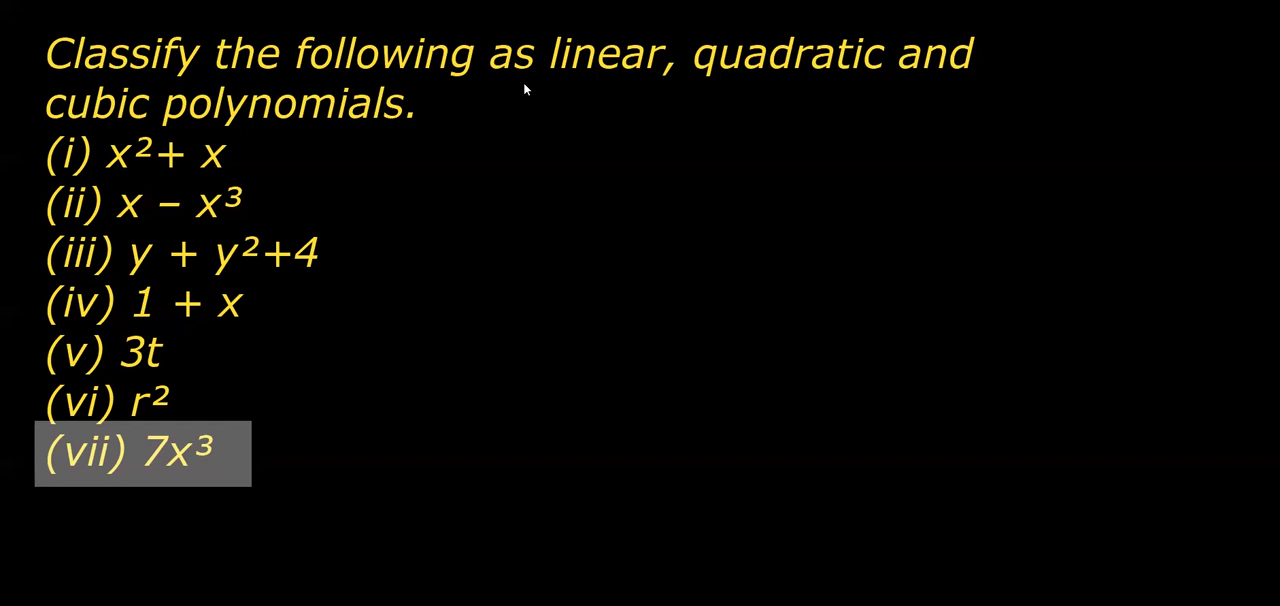 Classify the following as linear, quadratic and
cubic polynomials.
(i) x²+ x
(ii) x – x³
(iii) y + y²+4
(iv) 1 + x
(v) 3t
(vi) r²
(vii) 7x³